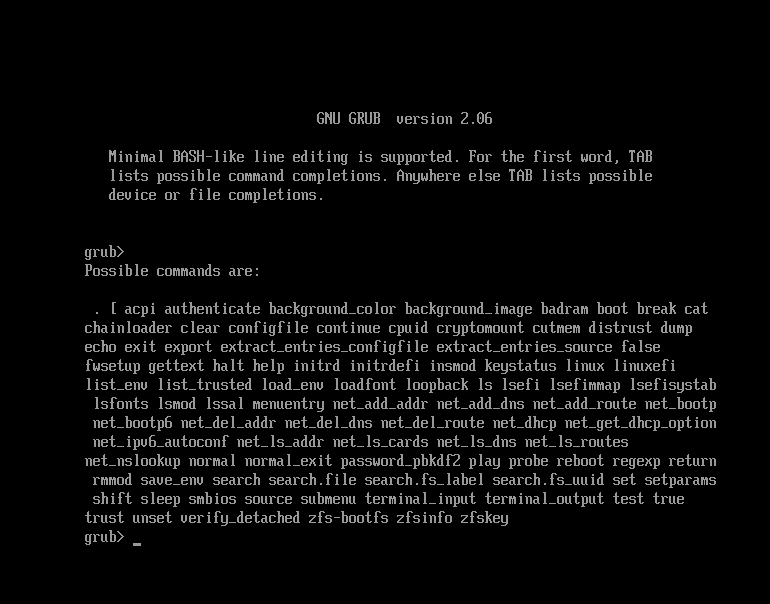 GNU GRUB  version 2.06
Minimal BASH-like line editing is supported. For the first word, TAB
lists possible command completions. Anywhere else TAB lists possible
device or file completions.
grub>
Possible commands are:
. [ acpi authenticate background_color background_image badram boot break cat
chainloader clear configfile continue cpuid cryptomount cutmem distrust dump
echo exit export extract_entries_configfile extract_entries_source false
fwsetup gettext halt help initrd initrdefi insmod keystatus linux linuxefi
list_env list_trusted load_env loadfont loopback ls lsefi lsefimmap lsefisystab
lsfonts lsmod lssal menuentry net_add_addr net_add_dns net_add_route net_bootp
net_bootp6 net_del_addr net_del_dns net_del_route net_dhcp net_get_dhcp_option
net_ipv6_autoconf net_ls_addr net_ls_cards net_ls_dns net_ls_routes
net_nslookup normal normal_exit password_pbkdf2 play probe reboot regexp return
rmmod save_env search search.file search.fs_label search.fs_uuid set setparams
shift sleep smbios source submenu terminal_input terminal_output test true
trust unset verify_detached zfs-bootfs zfsinfo zfskey
grub> _